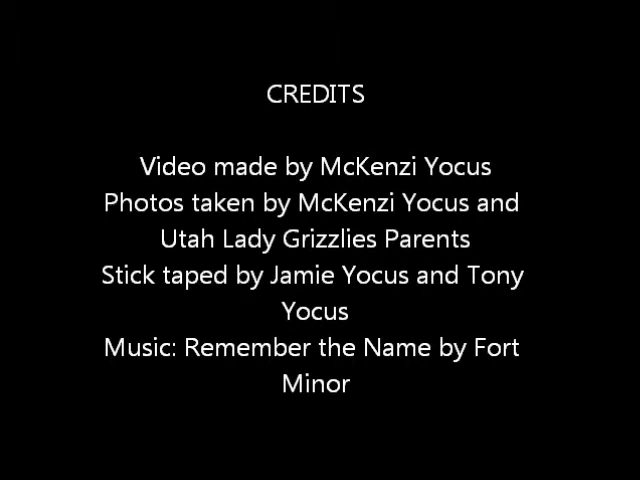 CREDITS
Video made by McKenzi Yocus
Photos taken by McKenzi Yocus and
Utah Lady Grizzlies Parents
Stick taped by Jamie Yocus and Tony
Yocus
Music: Remember the Name by Fort
Minor